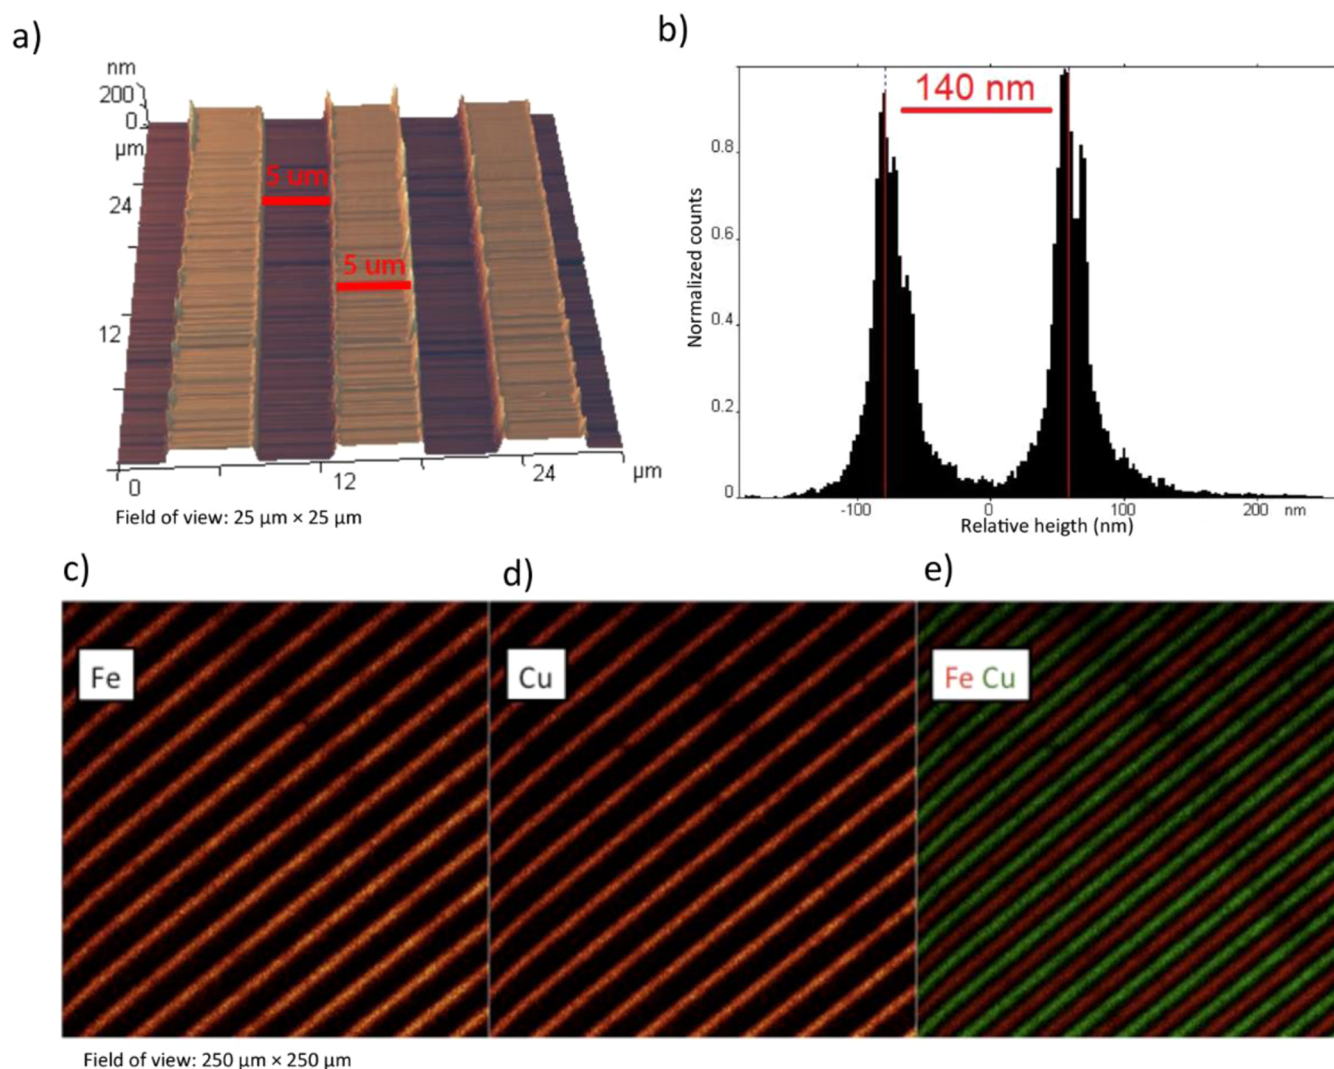 a)
nm
200
0
µm
24
12
5 um
5 um
0
12
24
µm
Field of view: 25 µm × 25 µm
b)
140 nm
Normalized counts
0.8
0.6
0.4
0.2
0
-100
0
100
200
nm
Relative heigth (nm)
c)
Fe
d)
Cu
e)
Fe Cu
Field of view: 250 µm × 250 µm